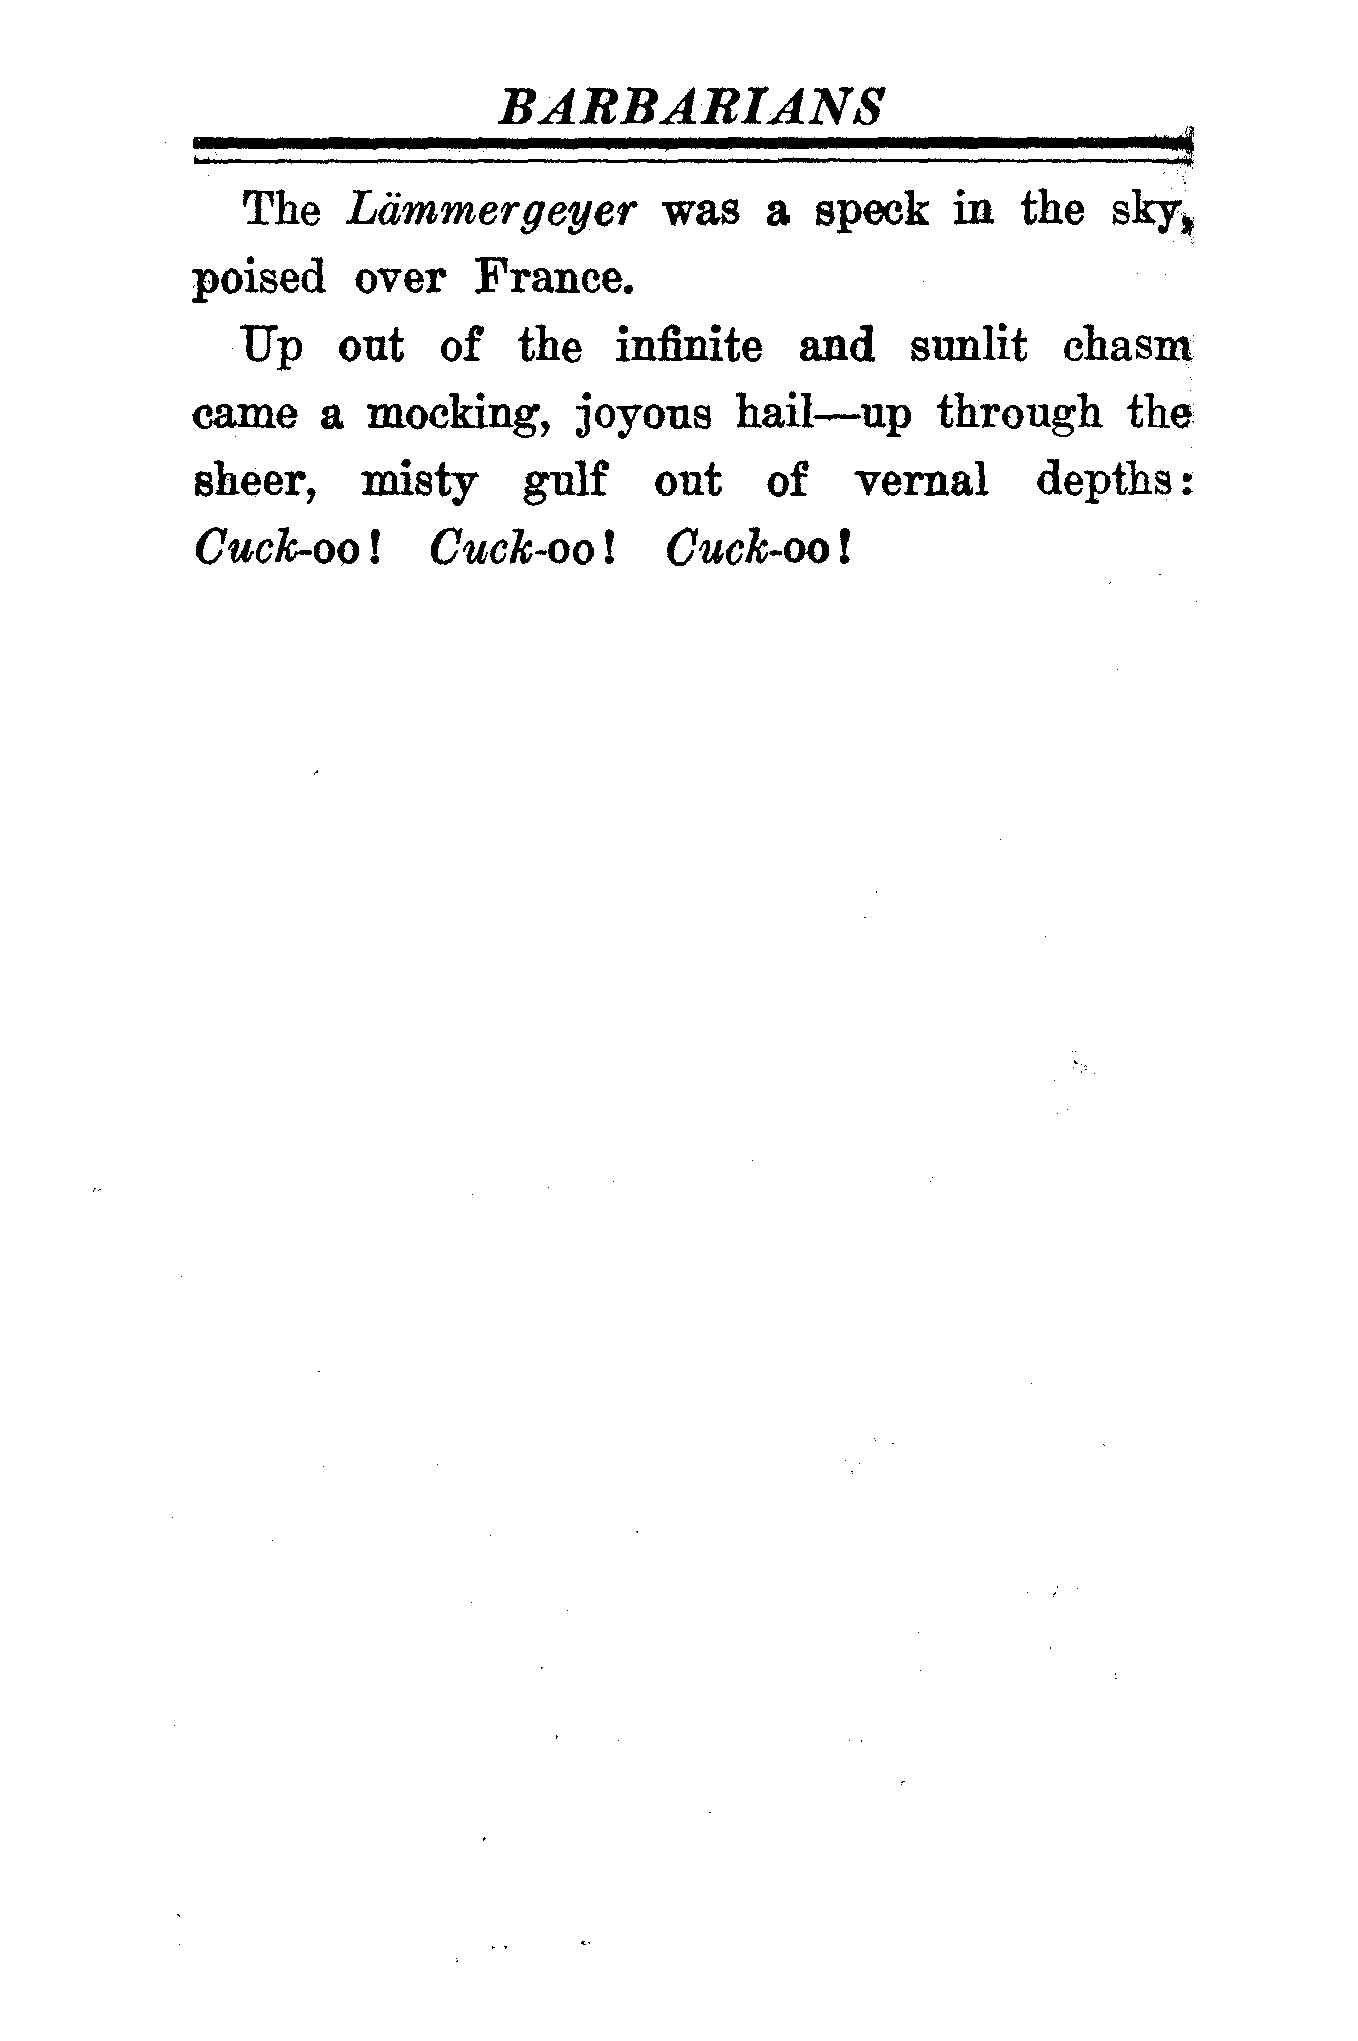 BARBARIANS
The Lämmergeyer was a speck in the sky,
poised over France.
Up out of the infinite and sunlit chasm
came a mocking, joyous hail—up through the
sheer, misty gulf out of vernal depths:
Cuck-oo! Cuck-oo! Cuck-oo!